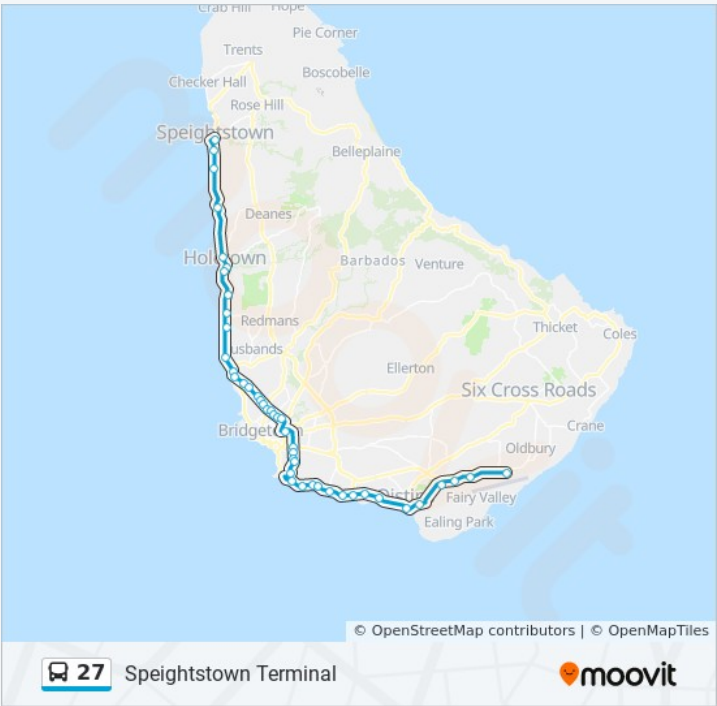 Crab Hill
Hope
Pie Corner
Trents
Boscobelle
Checker Hall
Rose Hill
Speightstown
Belleplaine
Deanes
Holetown
Barbados
Venture
Redmans
Thicket
Coles
usbands
Ellerton
Six Cross Roads
Crane
Bridgetown
Oldbury
Oistin
Fairy Valley
Ealing Park
© OpenStreetMap contributors | © OpenMapTiles
27 Speightstown Terminal
moovit